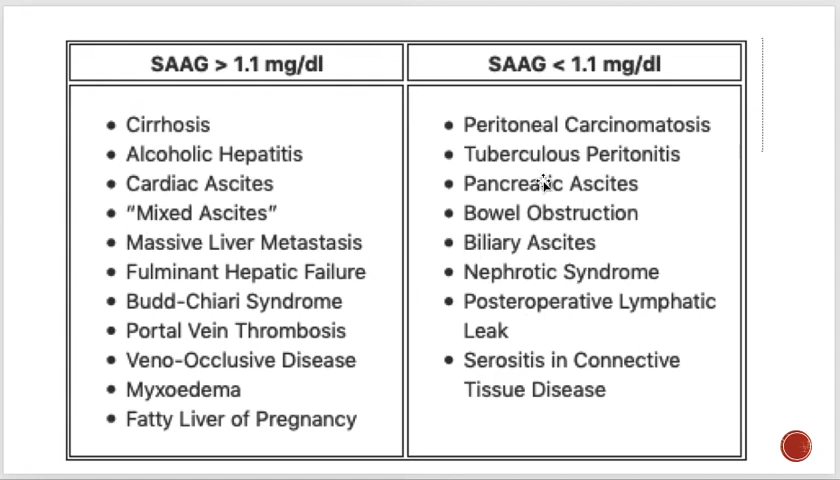 SAAG > 1.1 mg/dl
SAAG < 1.1 mg/dl
• Cirrhosis
• Alcoholic Hepatitis
• Cardiac Ascites
• "Mixed Ascites"
• Massive Liver Metastasis
• Fulminant Hepatic Failure
• Budd-Chiari Syndrome
• Portal Vein Thrombosis
• Veno-Occlusive Disease
• Myxoedema
• Fatty Liver of Pregnancy
• Peritoneal Carcinomatosis
• Tuberculous Peritonitis
• Pancreatic Ascites
• Bowel Obstruction
• Biliary Ascites
• Nephrotic Syndrome
• Posteroperative Lymphatic
Leak
• Serositis in Connective
Tissue Disease